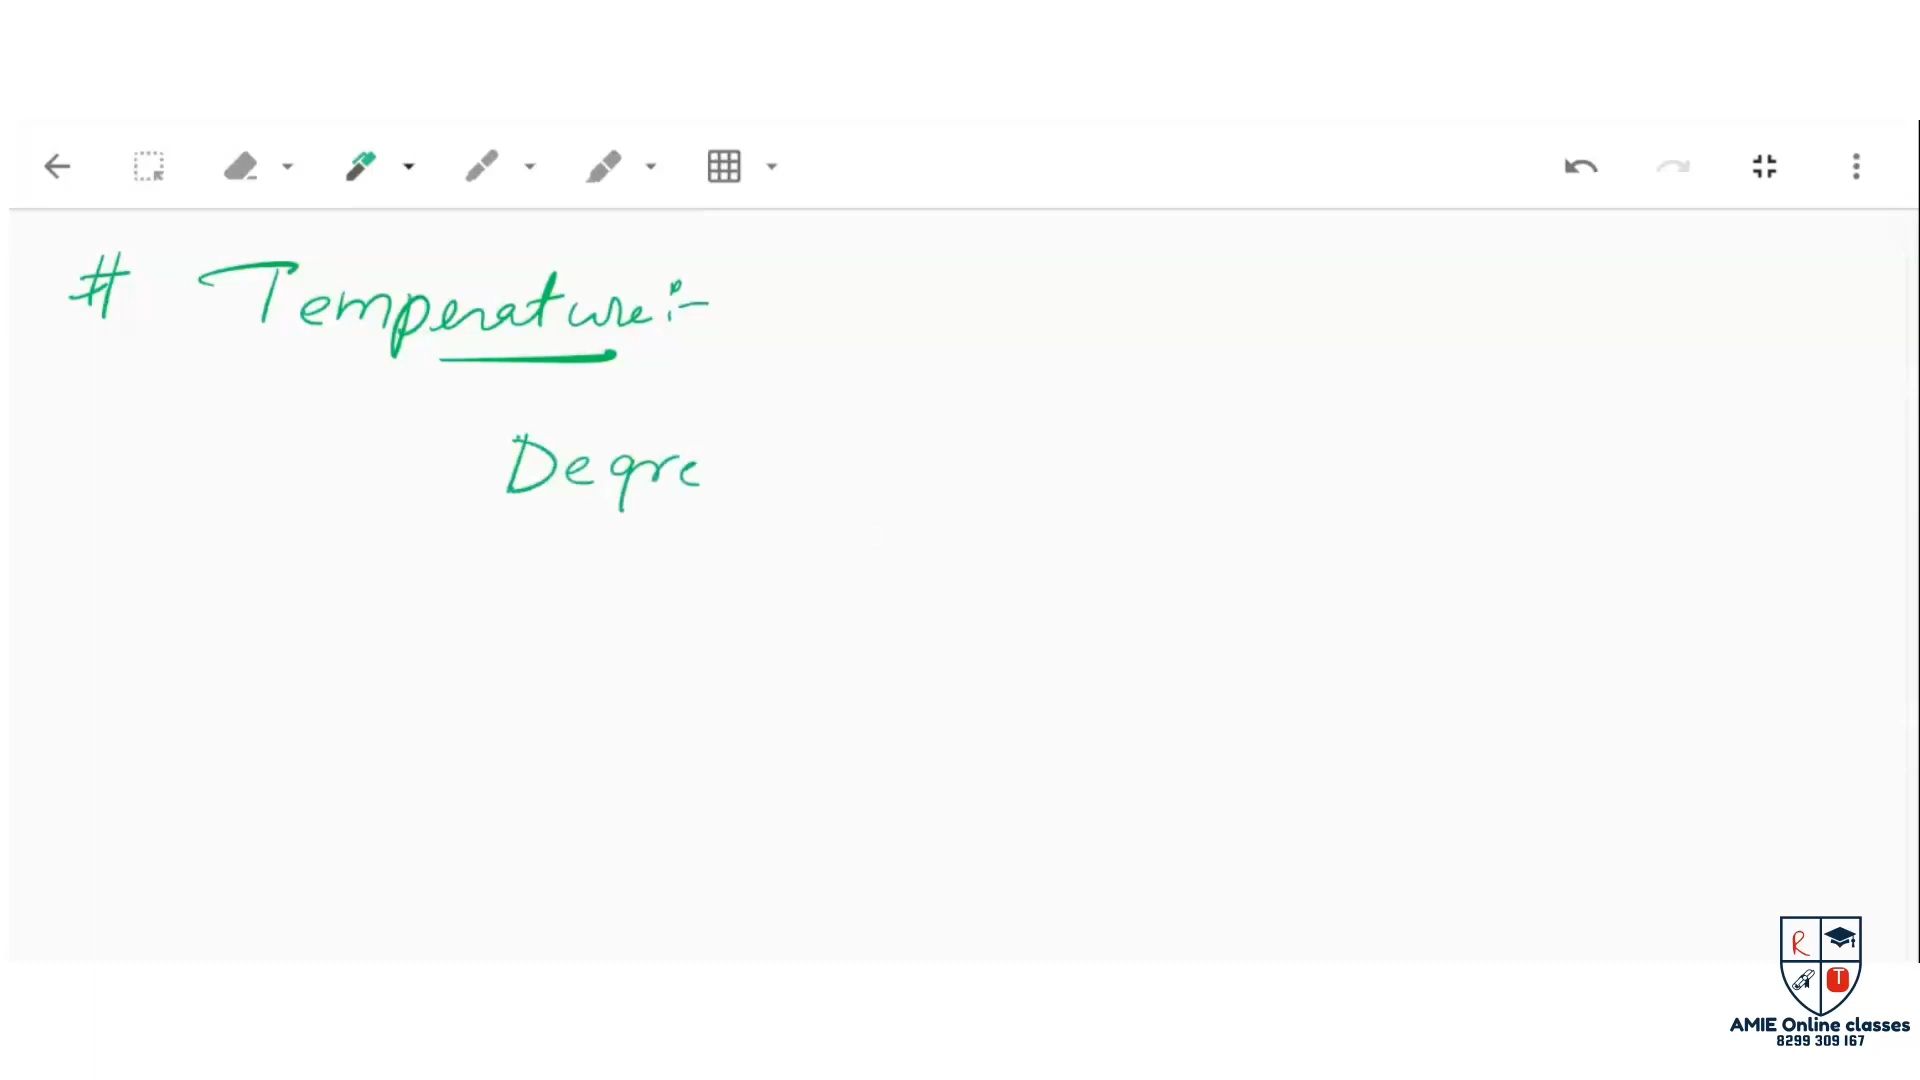 # Temperature :-
Degre
R
T
AMIE Online classes
8299 309 167